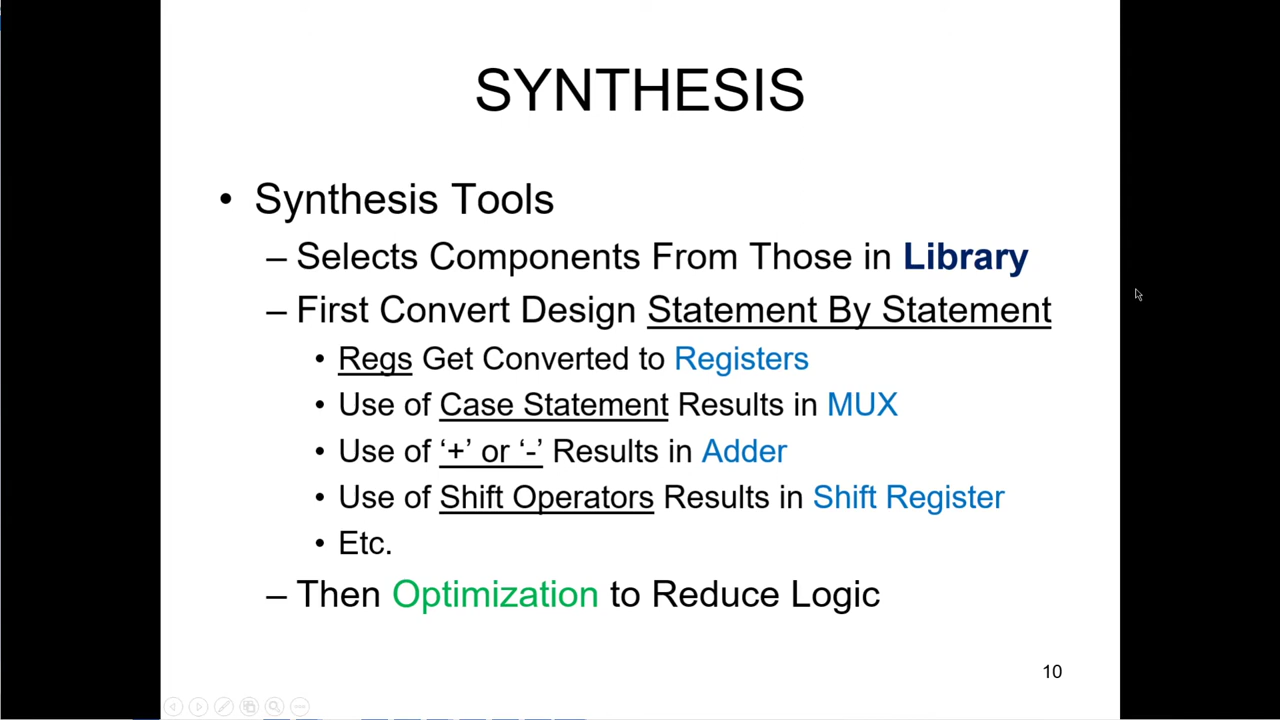 SYNTHESIS
• Synthesis Tools
– Selects Components From Those in Library
– First Convert Design Statement By Statement
• Regs Get Converted to Registers
• Use of Case Statement Results in MUX
• Use of ‘+’ or ‘-’ Results in Adder
• Use of Shift Operators Results in Shift Register
• Etc.
– Then Optimization to Reduce Logic
10